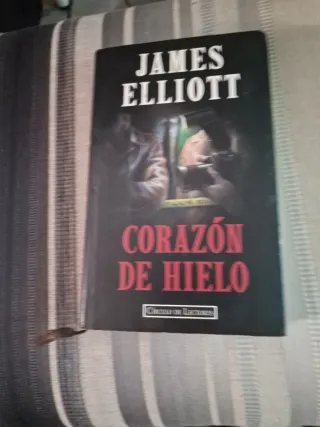 JAMES
ELLIOTT
CORAZÓN
DE HIELO
CÍRCULO DE LECTORES